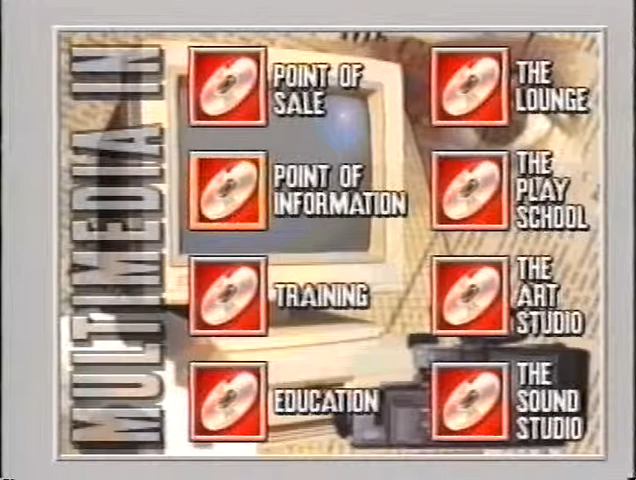 MULTIMEDIA IN
POINT OF
SALE
POINT OF
INFORMATION
TRAINING
EDUCATION
THE
LOUNGE
THE
PLAY
SCHOOL
THE
ART
STUDIO
THE
SOUND
STUDIO